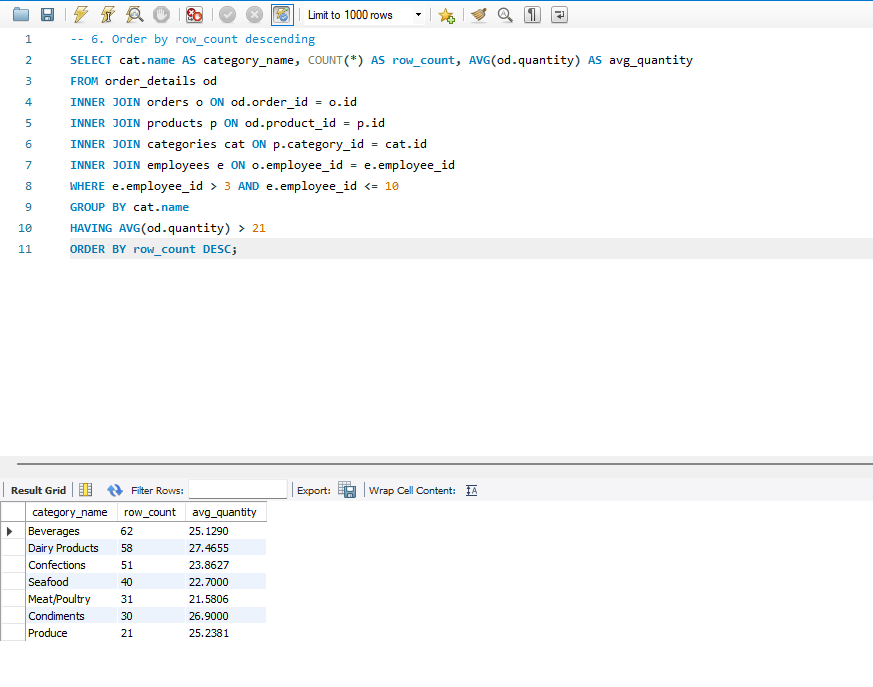 Limit to 1000 rows
1 -- 6. Order by row_count descending
2 SELECT cat.name AS category_name, COUNT(*) AS row_count, AVG(od.quantity) AS avg_quantity
3 FROM order_details od
4 INNER JOIN orders o ON od.order_id = o.id
5 INNER JOIN products p ON od.product_id = p.id
6 INNER JOIN categories cat ON p.category_id = cat.id
7 INNER JOIN employees e ON o.employee_id = e.employee_id
8 WHERE e.employee_id > 3 AND e.employee_id <= 10
9 GROUP BY cat.name
10 HAVING AVG(od.quantity) > 21
11 ORDER BY row_count DESC;
Result Grid Filter Rows: Export: Wrap Cell Content:
category_name row_count avg_quantity
Beverages 62 25.1290
Dairy Products 58 27.4655
Confections 51 23.8627
Seafood 40 22.7000
Meat/Poultry 31 21.5806
Condiments 30 26.9000
Produce 21 25.2381